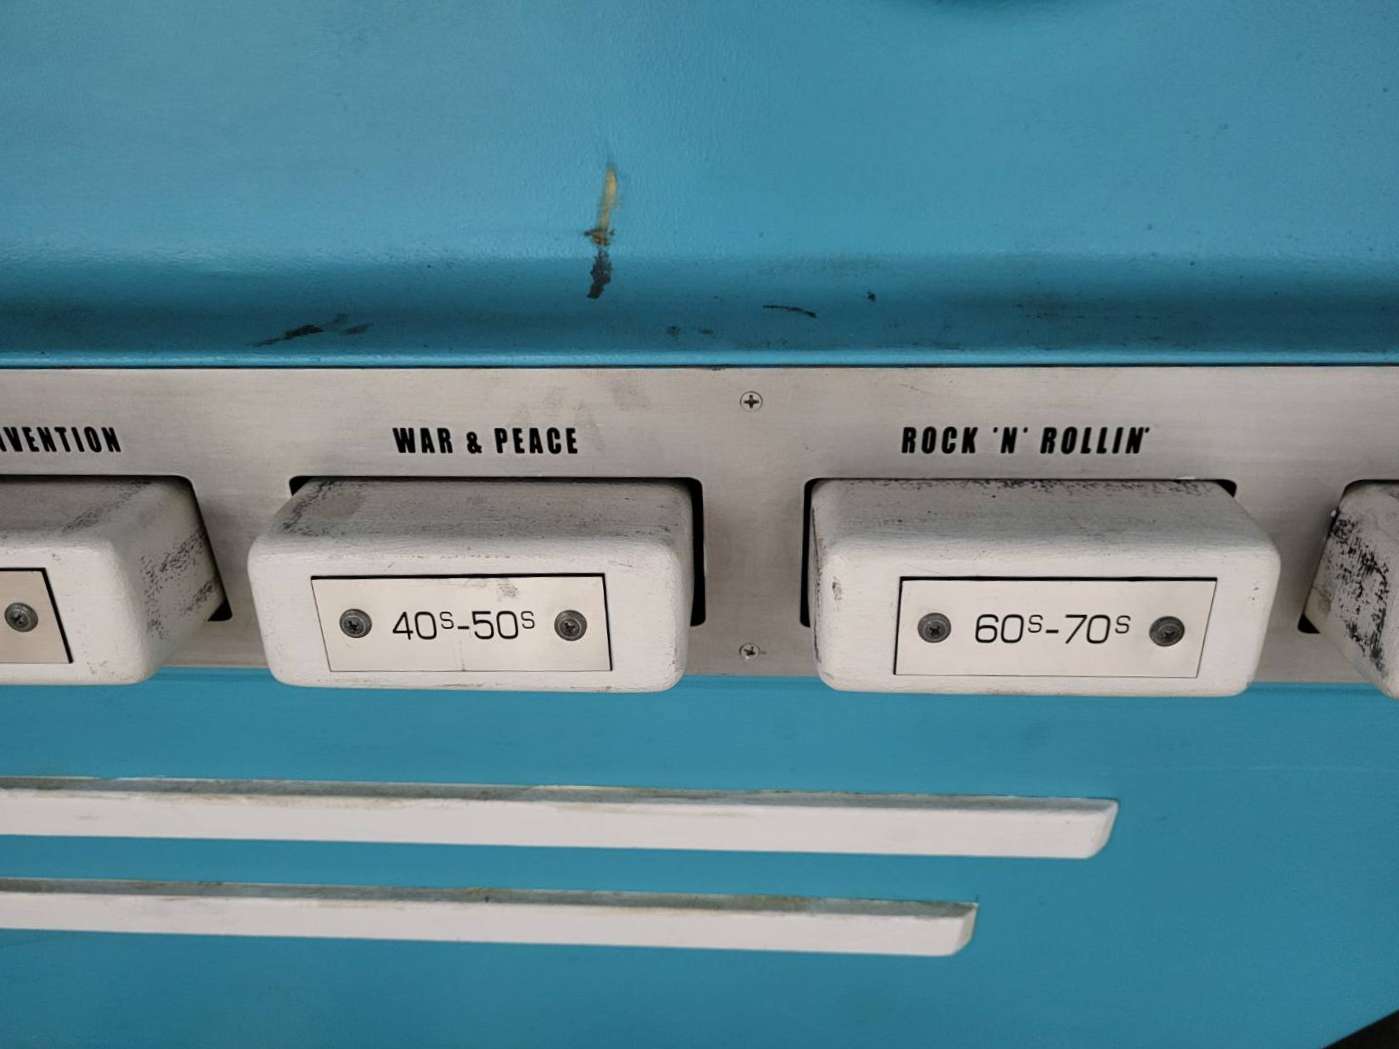 WAR & PEACE
ROCK 'N' ROLLIN'
40S-50S
60S-70S